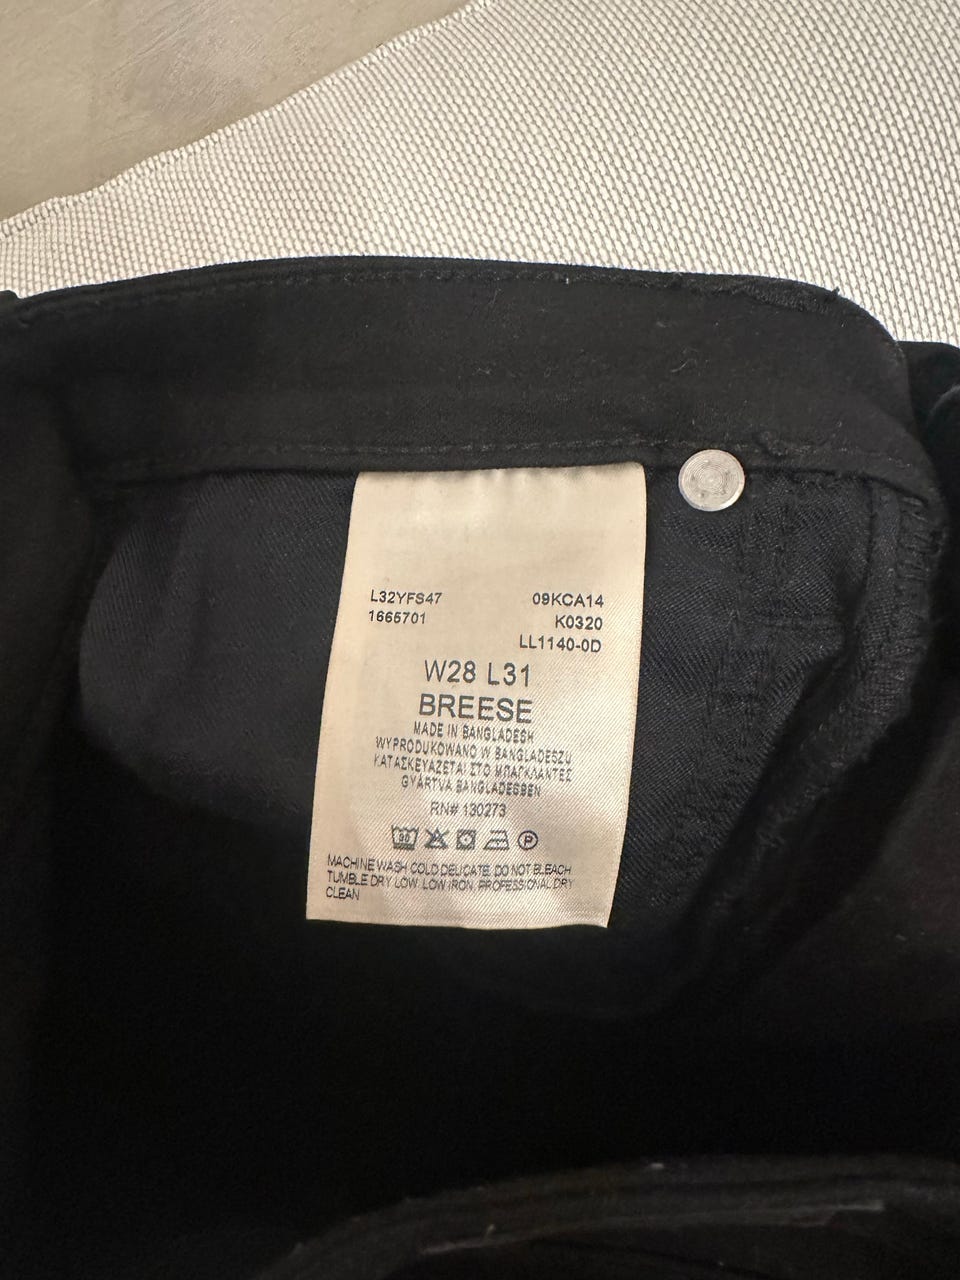 L32YFS47 09KCA14
1665701 K0320
LL1140-0D
W28 L31
BREESE
MADE IN BANGLADESH
WYPRODUKOWANO W BANGLADESZU
ΚΑΤΑΣΚΕΥΑΖΕΤΑΙ ΣΤΟ ΜΠΑΓΚΛΑΝΤΕΣ
GYÁRTVA BANGLADESBEN
RN# 130273
30 P
MACHINE WASH COLD DELICATE. DO NOT BLEACH
TUMBLE DRY LOW. LOW IRON. PROFESSIONAL DRY
CLEAN